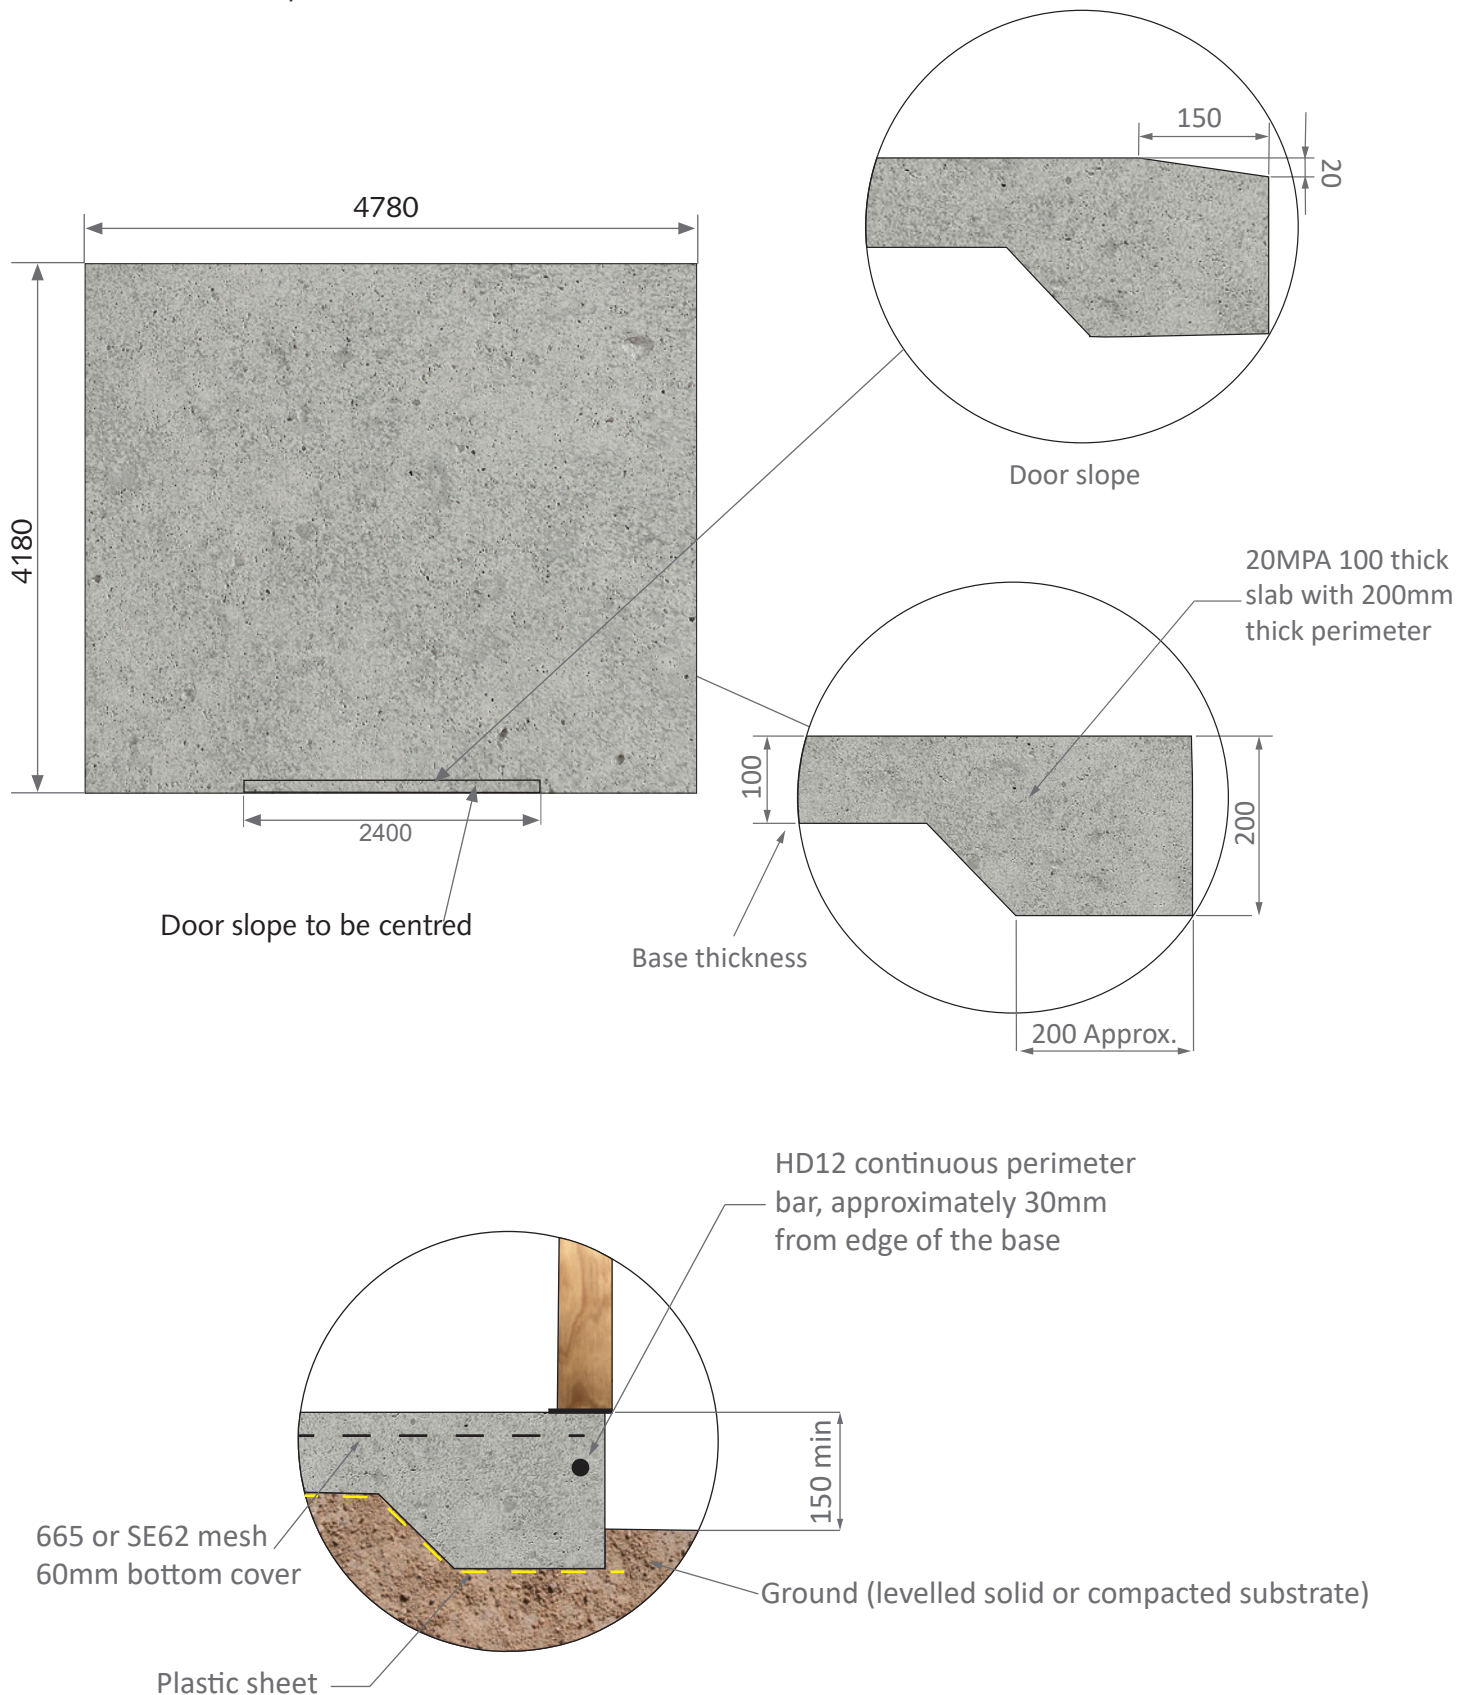 150
20
4780
4180
Door slope
20MPA 100 thick
slab with 200mm
thick perimeter
100
200
2400
Door slope to be centred
Base thickness
200 Approx.
HD12 continuous perimeter
bar, approximately 30mm
from edge of the base
150 min
665 or SE62 mesh
60mm bottom cover
Ground (levelled solid or compacted substrate)
Plastic sheet